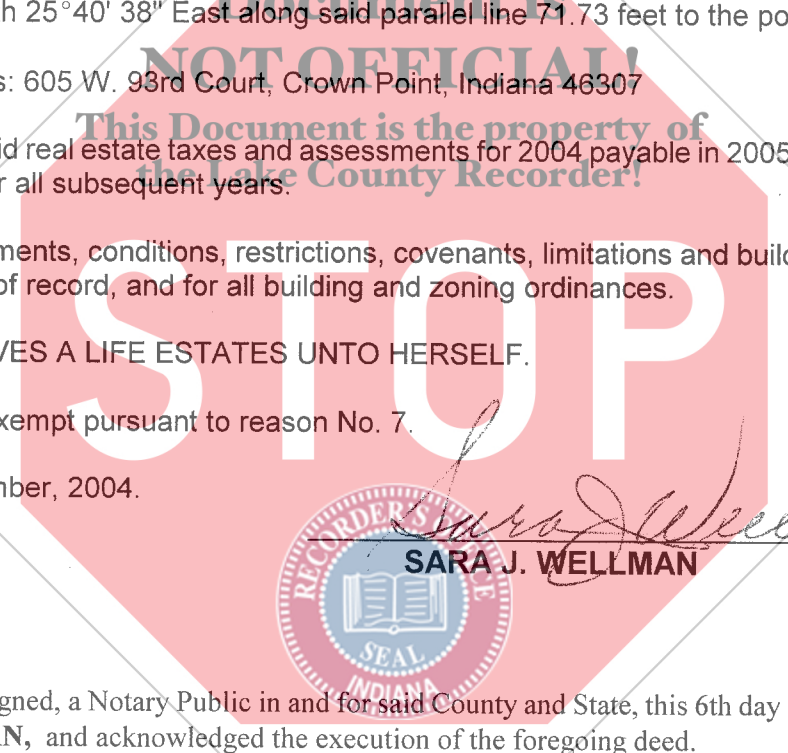 Document is
h 25°40' 38" East along said parallel line 71.73 feet to the po
NOT OFFICIAL!
s: 605 W. 93rd Court, Crown Point, Indiana 46307
This Document is the property of
id real estate taxes and assessments for 2004 payable in 2005
the Lake County Recorder!
r all subsequent years.
ments, conditions, restrictions, covenants, limitations and build
of record, and for all building and zoning ordinances.
STOP
VES A LIFE ESTATES UNTO HERSELF.
xempt pursuant to reason No. 7.
mber, 2004.
Sara J Well
SARA J. WELLMAN
RECORDER'S OFFICE
SEAL
INDIANA
gned, a Notary Public in and for said County and State, this 6th day
AN, and acknowledged the execution of the foregoing deed.